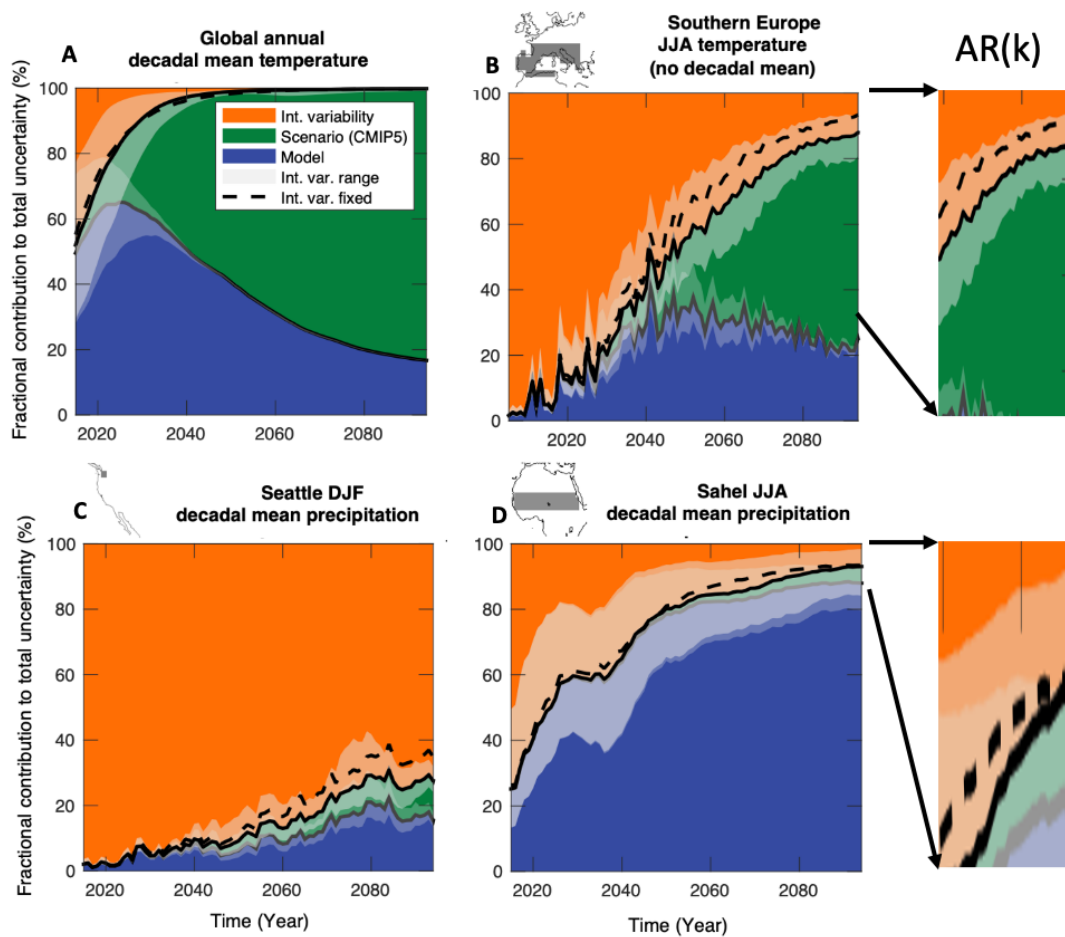 A
Global annual
decadal mean temperature
Fractional contribution to total uncertainty (%)
100
80
60
40
20
0
2020 2040 2060 2080
Int. variability
Scenario (CMIP5)
Model
Int. var. range
Int. var. fixed
B
Southern Europe
JJA temperature
(no decadal mean)
100
80
60
40
20
0
2020 2040 2060 2080
AR(k)
C
Seattle DJF
decadal mean precipitation
Fractional contribution to total uncertainty (%)
100
80
60
40
20
0
2020 2040 2060 2080
Time (Year)
D
Sahel JJA
decadal mean precipitation
100
80
60
40
20
0
2020 2040 2060 2080
Time (Year)